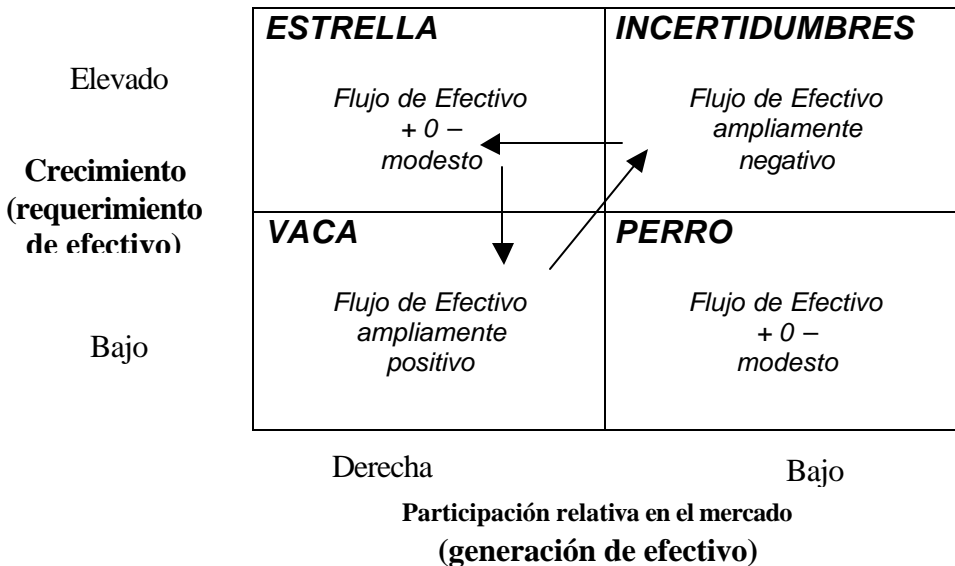 ESTRELLA
INCERTIDUMBRES
Elevado
Flujo de Efectivo
+ 0 –
modesto
Flujo de Efectivo
ampliamente
negativo
Crecimiento
(requerimiento
de efectivo)
VACA
PERRO
Bajo
Flujo de Efectivo
ampliamente
positivo
Flujo de Efectivo
+ 0 –
modesto
Derecha
Bajo
Participación relativa en el mercado
(generación de efectivo)